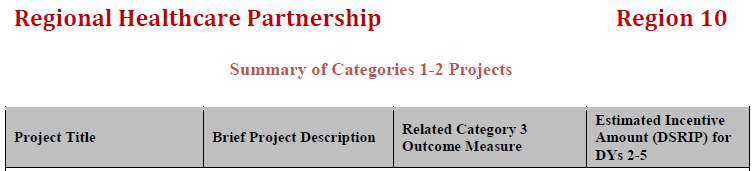 Regional Healthcare Partnership Region 10
Summary of Categories 1-2 Projects
Project Title
Brief Project Description
Related Category 3
Outcome Measure
Estimated Incentive
Amount (DSRIP) for
DYs 2-5